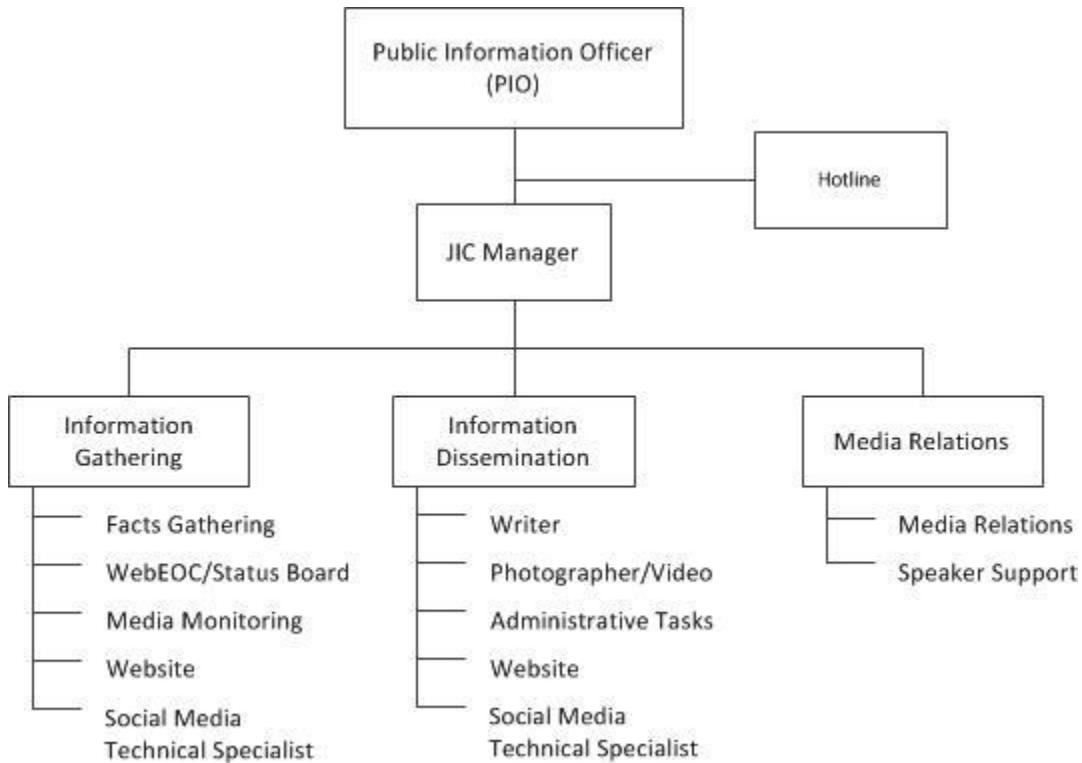 Public Information Officer
(PIO)
Hotline
JIC Manager
Information
Gathering
Information
Dissemination
Media Relations
Facts Gathering
WebEOC/Status Board
Media Monitoring
Website
Social Media
Technical Specialist
Writer
Photographer/Video
Administrative Tasks
Website
Social Media
Technical Specialist
Media Relations
Speaker Support